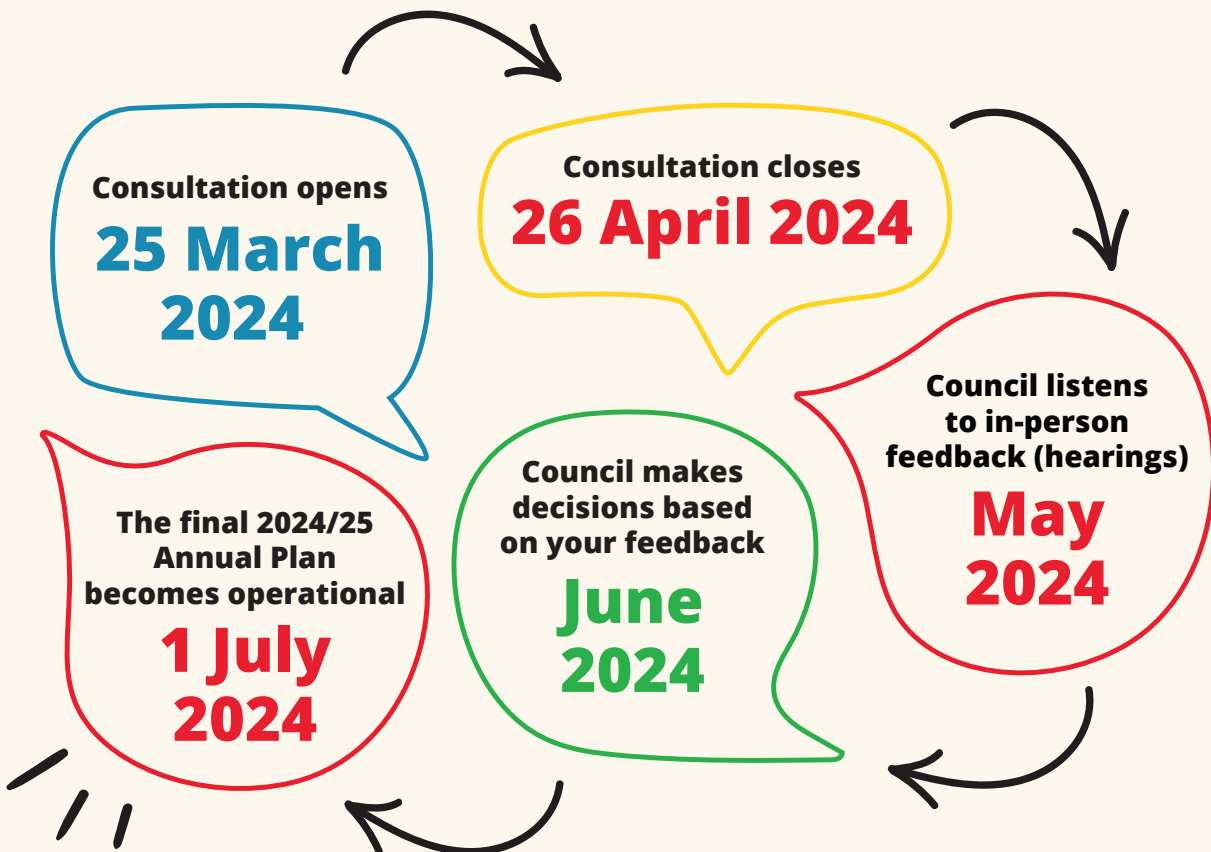 Consultation opens
25 March
2024
Consultation closes
26 April 2024
Council listens
to in-person
feedback (hearings)
May
2024
Council makes
decisions based
on your feedback
June
2024
The final 2024/25
Annual Plan
becomes operational
1 July
2024